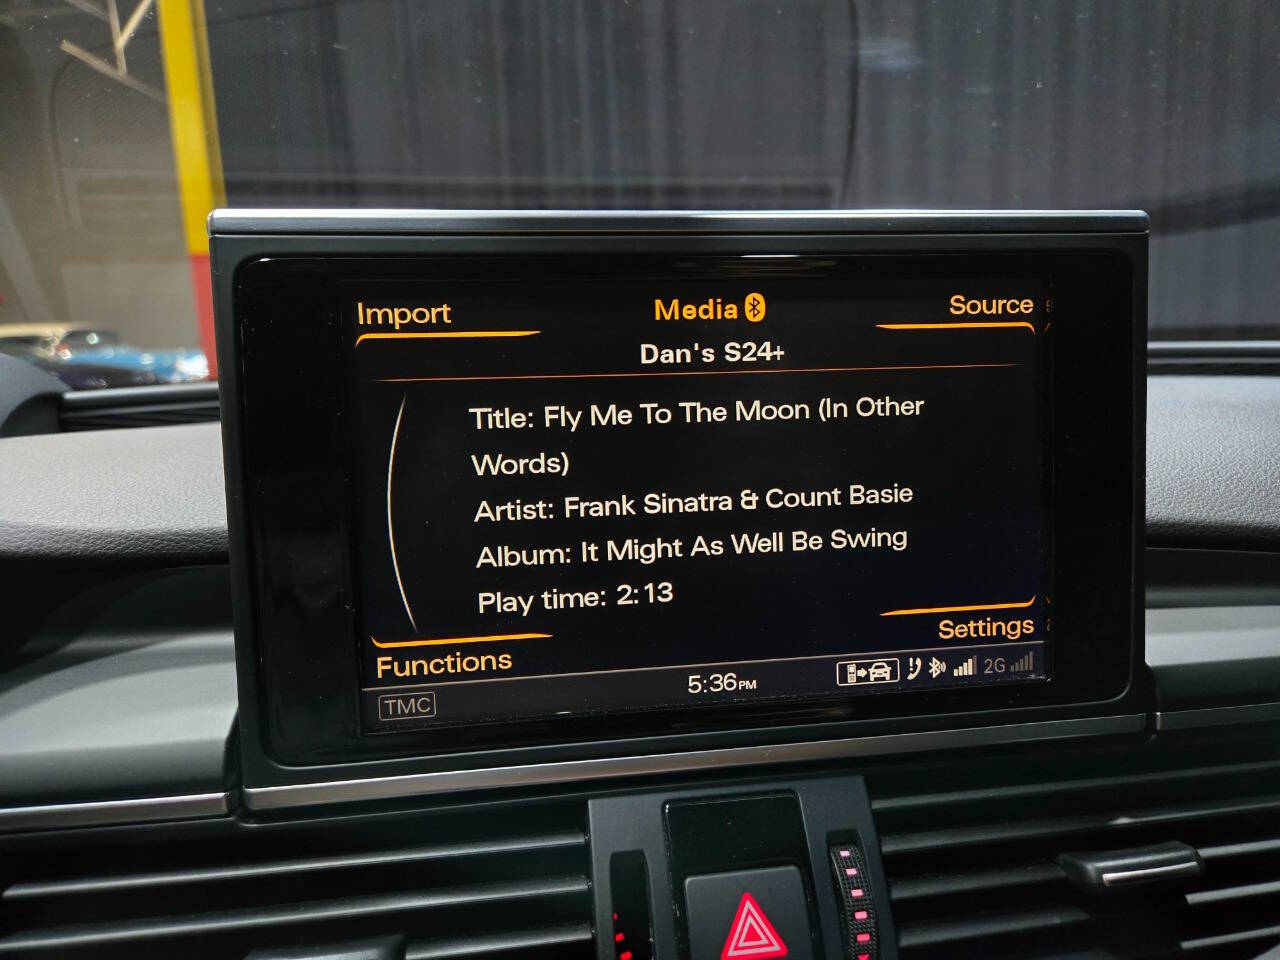 Import
Media
Source
Dan's S24+
Title: Fly Me To The Moon (In Other
Words)
Artist: Frank Sinatra & Count Basie
Album: It Might As Well Be Swing
Play time: 2:13
Functions
Settings
TMC
5:36PM
2G